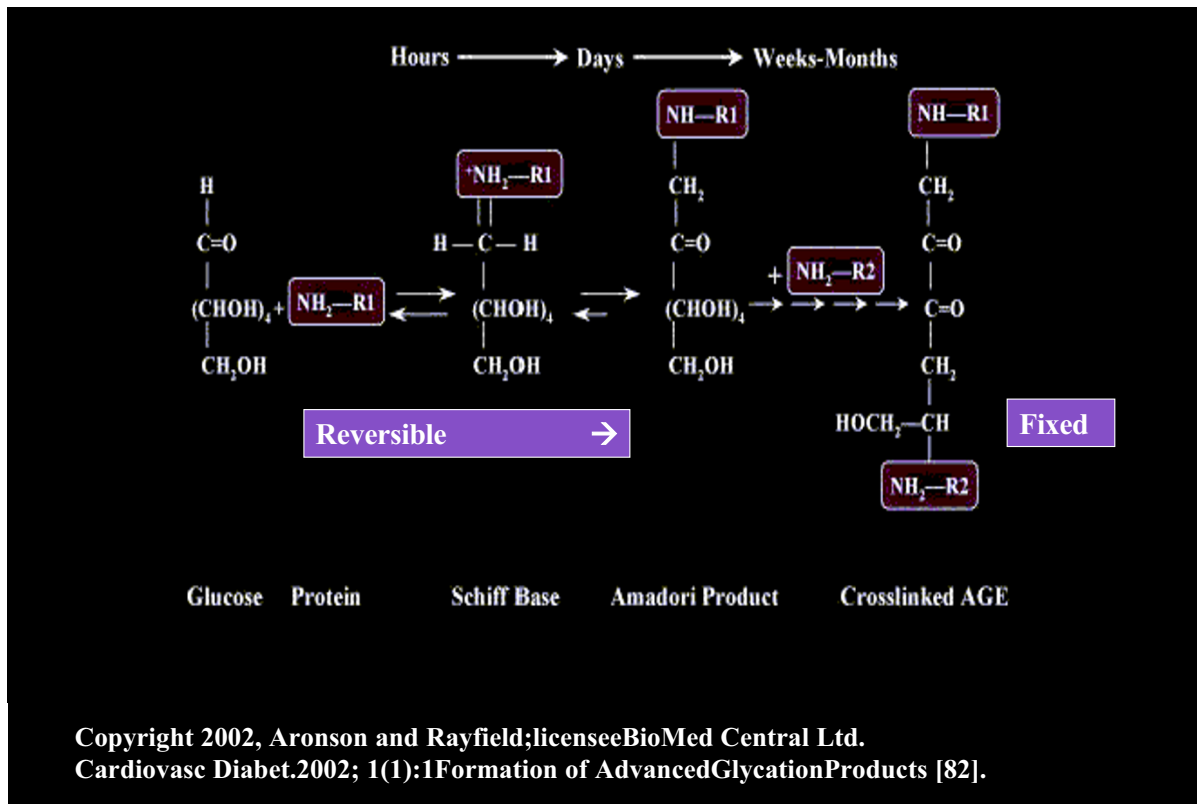 Hours ⟶ Days ⟶ Weeks-Months
NH—R1 NH—R1
⁺NH₂—R1
H CH₂ CH₂
C=O H—C—H C=O C=O
+ NH₂—R2
(CHOH)₄+ NH₂—R1 (CHOH)₄ (CHOH)₄ C=O
CH₂OH CH₂OH CH₂OH CH₂
HOCH₂—CH
Reversible → Fixed
NH₂—R2
Glucose Protein Schiff Base Amadori Product Crosslinked AGE
Copyright 2002, Aronson and Rayfield;licenseeBioMed Central Ltd.
Cardiovasc Diabet.2002; 1(1):1Formation of AdvancedGlycationProducts [82].